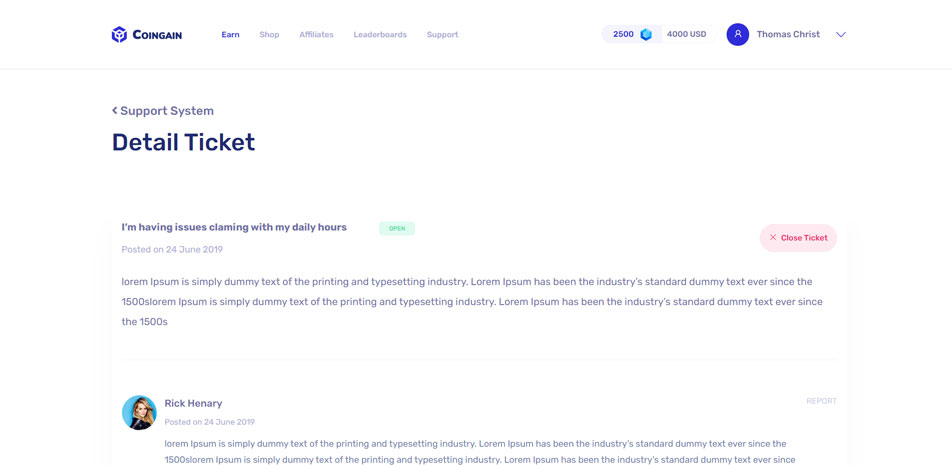 COINGAIN Earn Shop Affiliates Leaderboards Support 2500 4000 USD Thomas Christ
Support System
Detail Ticket
I'm having issues claming with my daily hours OPEN
Close Ticket
Posted on 24 June 2019
lorem Ipsum is simply dummy text of the printing and typesetting industry. Lorem Ipsum has been the industry's standard dummy text ever since the
1500slorem Ipsum is simply dummy text of the printing and typesetting industry. Lorem Ipsum has been the industry's standard dummy text ever since
the 1500s
Rick Henary REPORT
Posted on 24 June 2019
lorem Ipsum is simply dummy text of the printing and typesetting industry. Lorem Ipsum has been the industry's standard dummy text ever since the
1500slorem Ipsum is simply dummy text of the printing and typesetting industry. Lorem Ipsum has been the industry's standard dummy text ever since